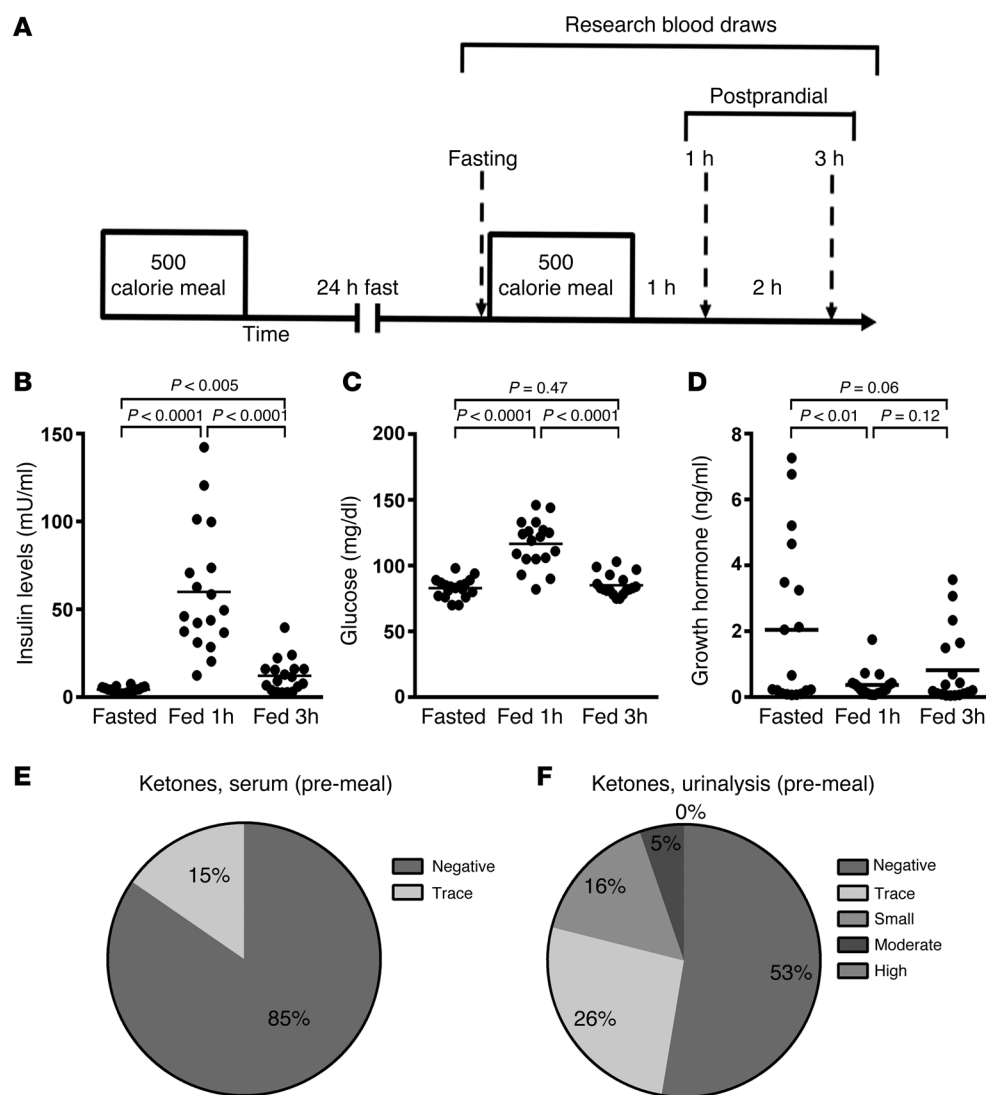 A
Research blood draws
Postprandial
Fasting
1 h
3 h
500
calorie meal
24 h fast
500
calorie meal
1 h
2 h
Time
B
P < 0.005
P < 0.0001
P < 0.0001
Insulin levels (mU/ml)
150
100
50
0
Fasted
Fed 1h
Fed 3h
C
P = 0.47
P < 0.0001
P < 0.0001
Glucose (mg/dl)
200
150
100
50
0
Fasted
Fed 1h
Fed 3h
D
P = 0.06
P < 0.01
P = 0.12
Growth hormone (ng/ml)
8
6
4
2
0
Fasted
Fed 1h
Fed 3h
E
Ketones, serum (pre-meal)
15%
85%
Negative
Trace
F
Ketones, urinalysis (pre-meal)
0%
5%
16%
26%
53%
Negative
Trace
Small
Moderate
High